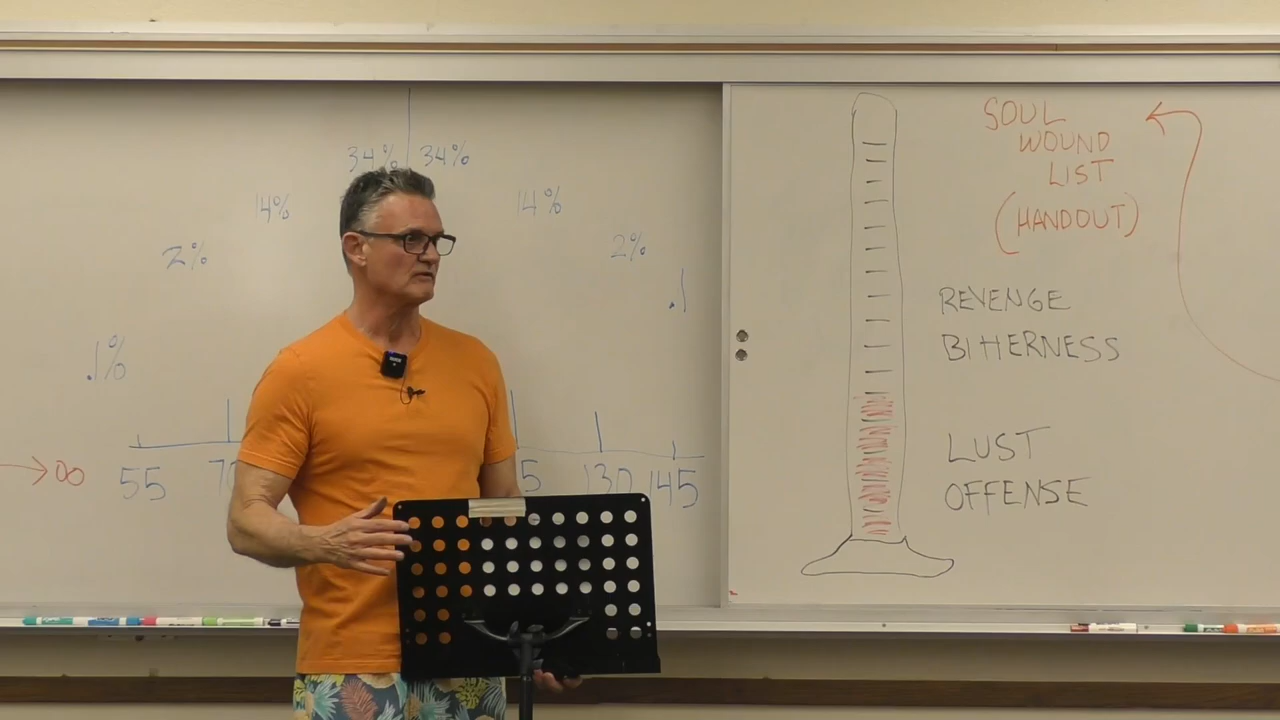 34% 34%
14% 14%
2% 2%
.1
.1%
55 70 5 130 145
∞
SOUL
WOUND
LIST
(HANDOUT)
REVENGE
BITTERNESS
LUST
OFFENSE